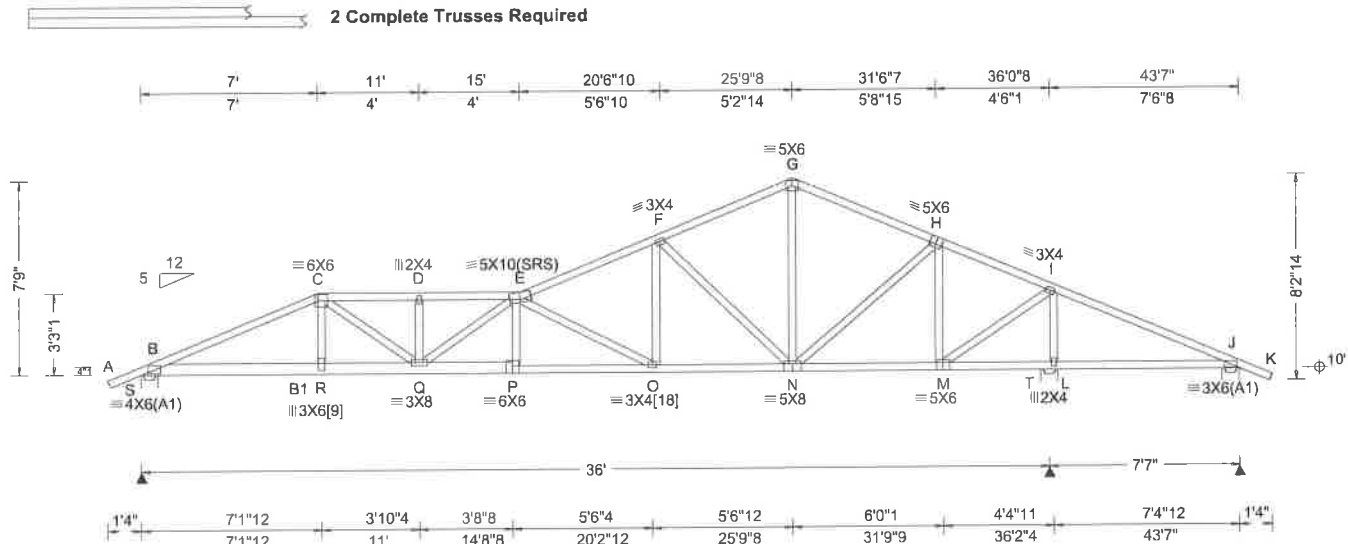 2 Complete Trusses Required
7' 11' 15' 20'6"10 25'9"8 31'6"7 36'0"8 43'7"
7' 4' 4' 5'6"10 5'2"14 5'8"15 4'6"1 7'6"8
≡5X6
G
≡3X4
F
≡5X6
H
≡3X4
I
12
5
≡6X6
C
|||2X4
D
≡5X10(SRS)
E
7'9"
3'3"1
8'2"14
A
B
J
K
10'
S
≡4X6(A1)
B1 R
|||3X6[9]
Q
≡3X8
P
≡6X6
O
≡3X4[18]
N
≡5X8
M
≡5X6
T L
|||2X4
≡3X6(A1)
36' 7'7"
1'4" 7'1"12 3'10"4 3'8"8 5'6"4 5'6"12 6'0"1 4'4"11 7'4"12 1'4"
7'1"12 11' 14'8"8 20'2"12 25'9"8 31'9"9 36'2"4 43'7"